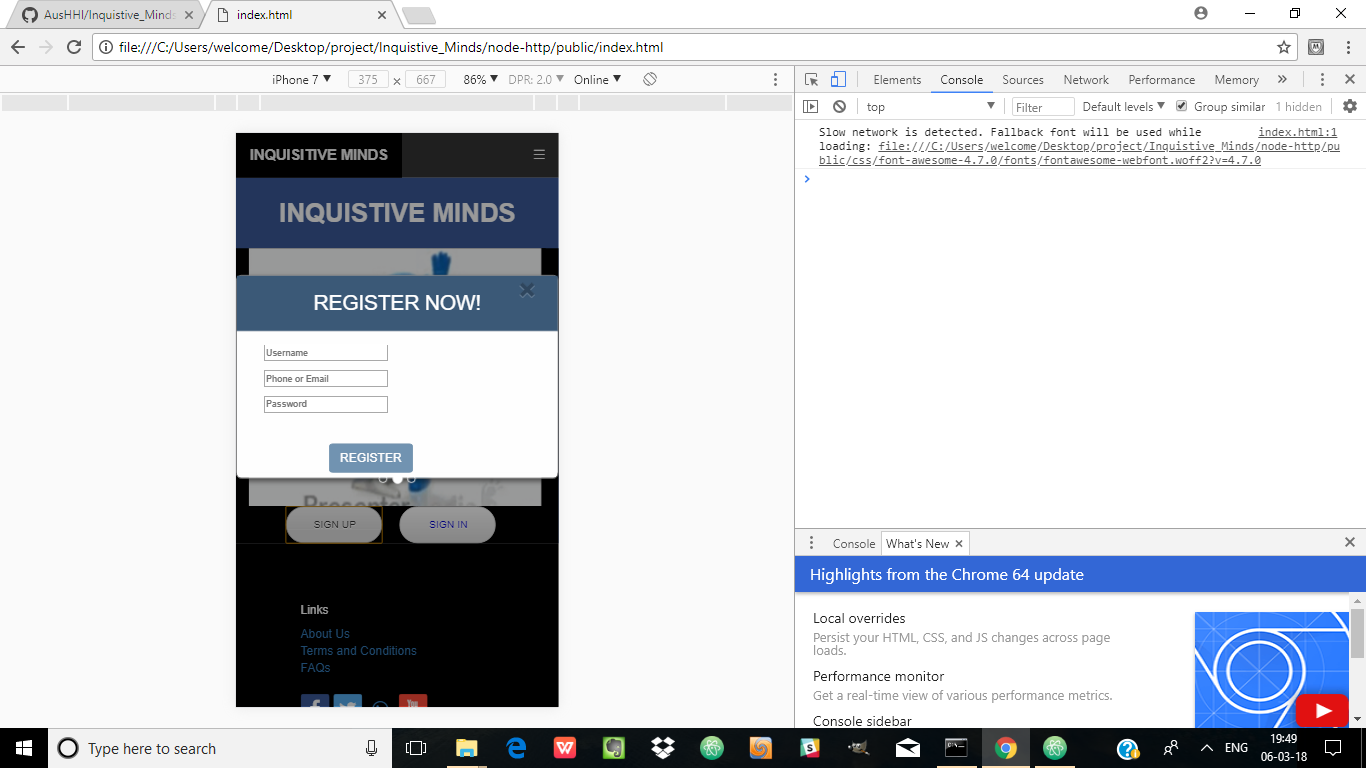 AusHHI/Inquistive_Minds
index.html
file:///C:/Users/welcome/Desktop/project/Inquistive_Minds/node-http/public/index.html
iPhone 7 375 × 667 86% DPR: 2.0 Online
Elements Console Sources Network Performance Memory »
top Filter Default levels Group similar 1 hidden
Slow network is detected. Fallback font will be used while index.html:1
loading: file:///C:/Users/welcome/Desktop/project/Inquistive_Minds/node-http/pu
blic/css/font-awesome-4.7.0/fonts/fontawesome-webfont.woff2?v=4.7.0
INQUISITIVE MINDS
INQUISTIVE MINDS
REGISTER NOW!
Username
Phone or Email
Password
REGISTER
SIGN UP SIGN IN
Links
About Us
Terms and Conditions
FAQs
You
Console What's New
Highlights from the Chrome 64 update
Local overrides
Persist your HTML, CSS, and JS changes across page
loads.
Performance monitor
Get a real-time view of various performance metrics.
Console sidebar
Type here to search
ENG
19:49
06-03-18